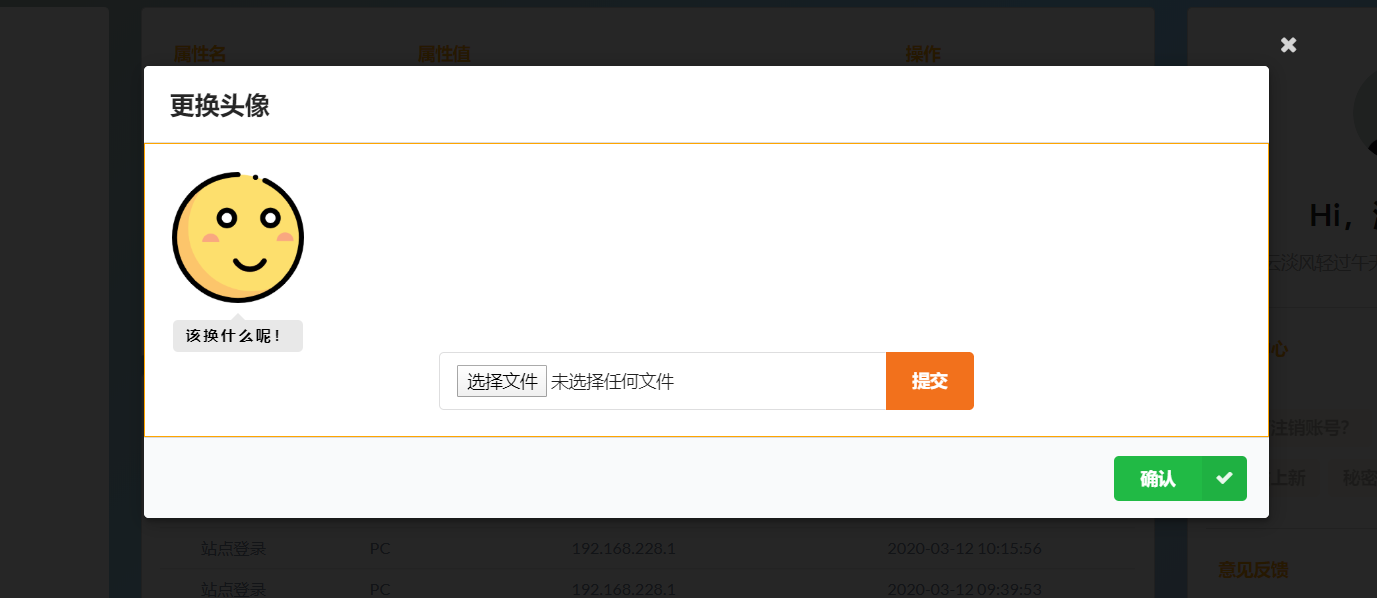 属性名 属性值 操作
更换头像
Hi，
云淡风轻过午天
该换什么呢！
选择文件 未选择任何文件 提交
心
注销账号?
确认
上新 秘密
站点登录 PC 192.168.228.1 2020-03-12 10:15:56
意见反馈
站点登录 PC 192.168.228.1 2020-03-12 09:39:53